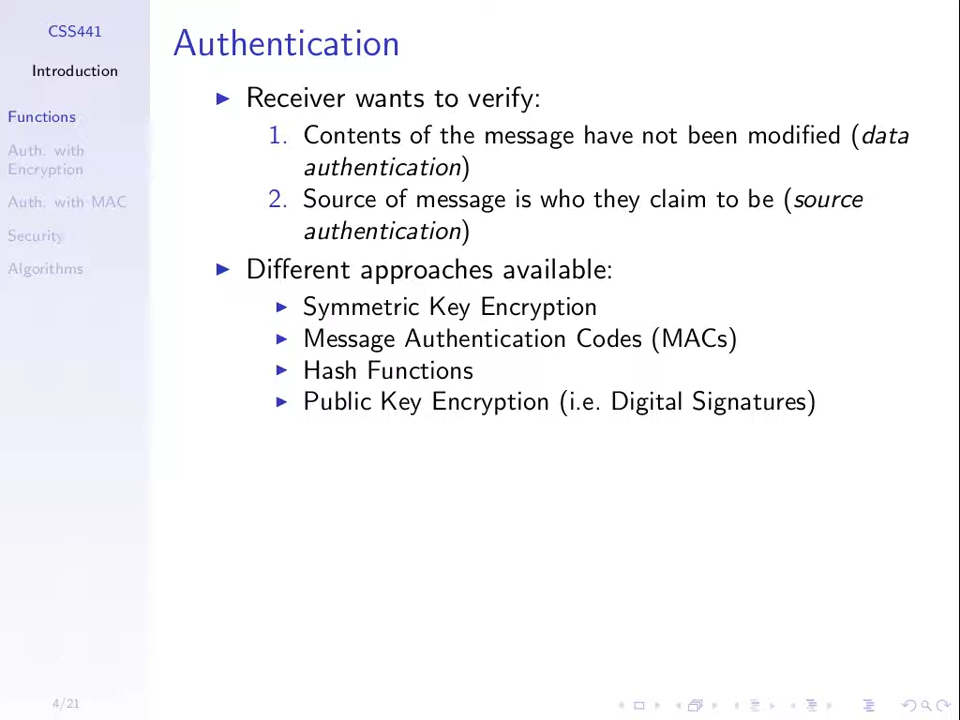 CSS441
Introduction
Functions
Auth. with
Encryption
Auth. with MAC
Security
Algorithms
Authentication
Receiver wants to verify:
1. Contents of the message have not been modified (data
authentication)
2. Source of message is who they claim to be (source
authentication)
Different approaches available:
Symmetric Key Encryption
Message Authentication Codes (MACs)
Hash Functions
Public Key Encryption (i.e. Digital Signatures)
4/21